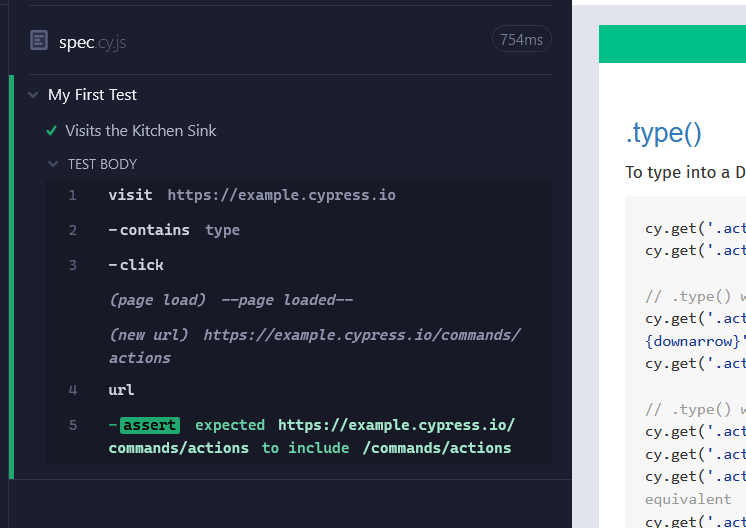 spec.cy.js
754ms
My First Test
Visits the Kitchen Sink
TEST BODY
1 visit https://example.cypress.io
2 -contains type
3 -click
(page load) --page loaded--
(new url) https://example.cypress.io/commands/
actions
4 url
5 -assert expected https://example.cypress.io/
commands/actions to include /commands/actions
.type()
To type into a D
cy.get('.act
cy.get('.act
// .type() w
cy.get('.act
{downarrow}'
cy.get('.act
// .type() w
cy.get('.act
cy.get('.act
cy.get('.act
equivalent
cy.get('.act